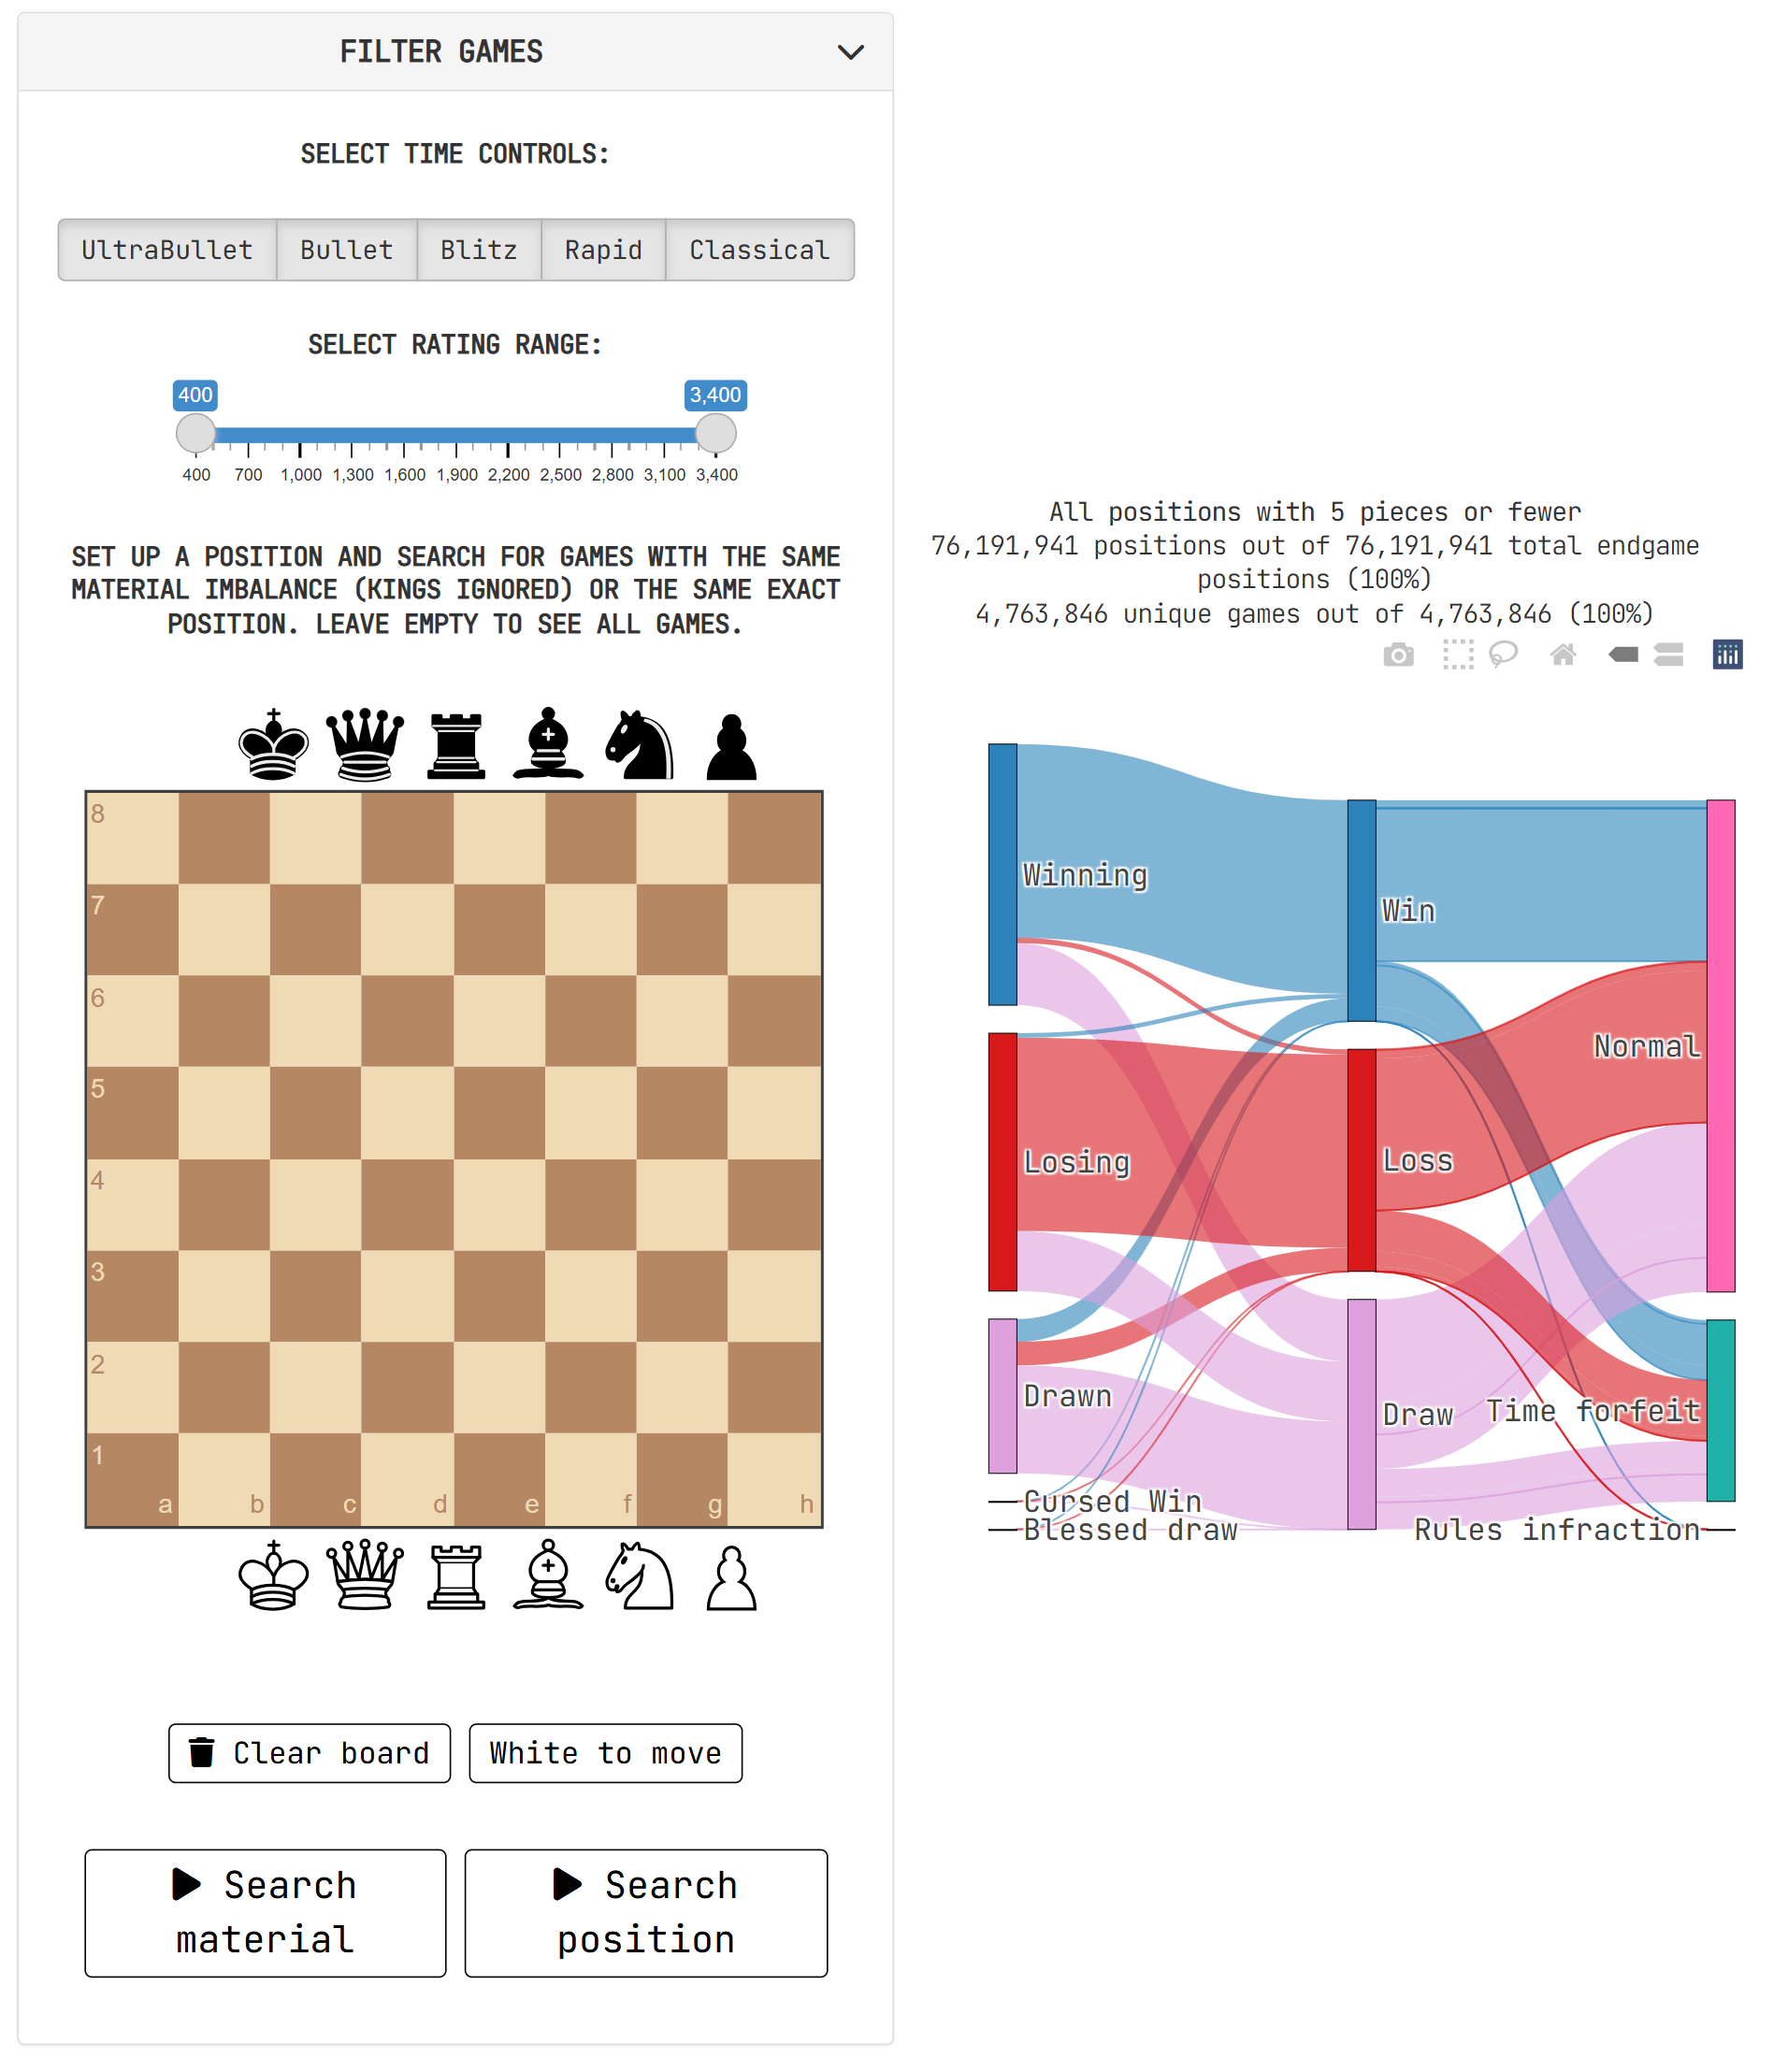 FILTER GAMES
SELECT TIME CONTROLS:
UltraBullet Bullet Blitz Rapid Classical
SELECT RATING RANGE:
400 3,400
400 700 1,000 1,300 1,600 1,900 2,200 2,500 2,800 3,100 3,400
SET UP A POSITION AND SEARCH FOR GAMES WITH THE SAME
MATERIAL IMBALANCE (KINGS IGNORED) OR THE SAME EXACT
POSITION. LEAVE EMPTY TO SEE ALL GAMES.
8
7
6
5
4
3
2
1
a b c d e f g h
Clear board
White to move
Search
material
Search
position
All positions with 5 pieces or fewer
76,191,941 positions out of 76,191,941 total endgame
positions (100%)
4,763,846 unique games out of 4,763,846 (100%)
Winning
Losing
Drawn
Cursed Win
Blessed draw
Win
Loss
Draw
Normal
Time forfeit
Rules infraction